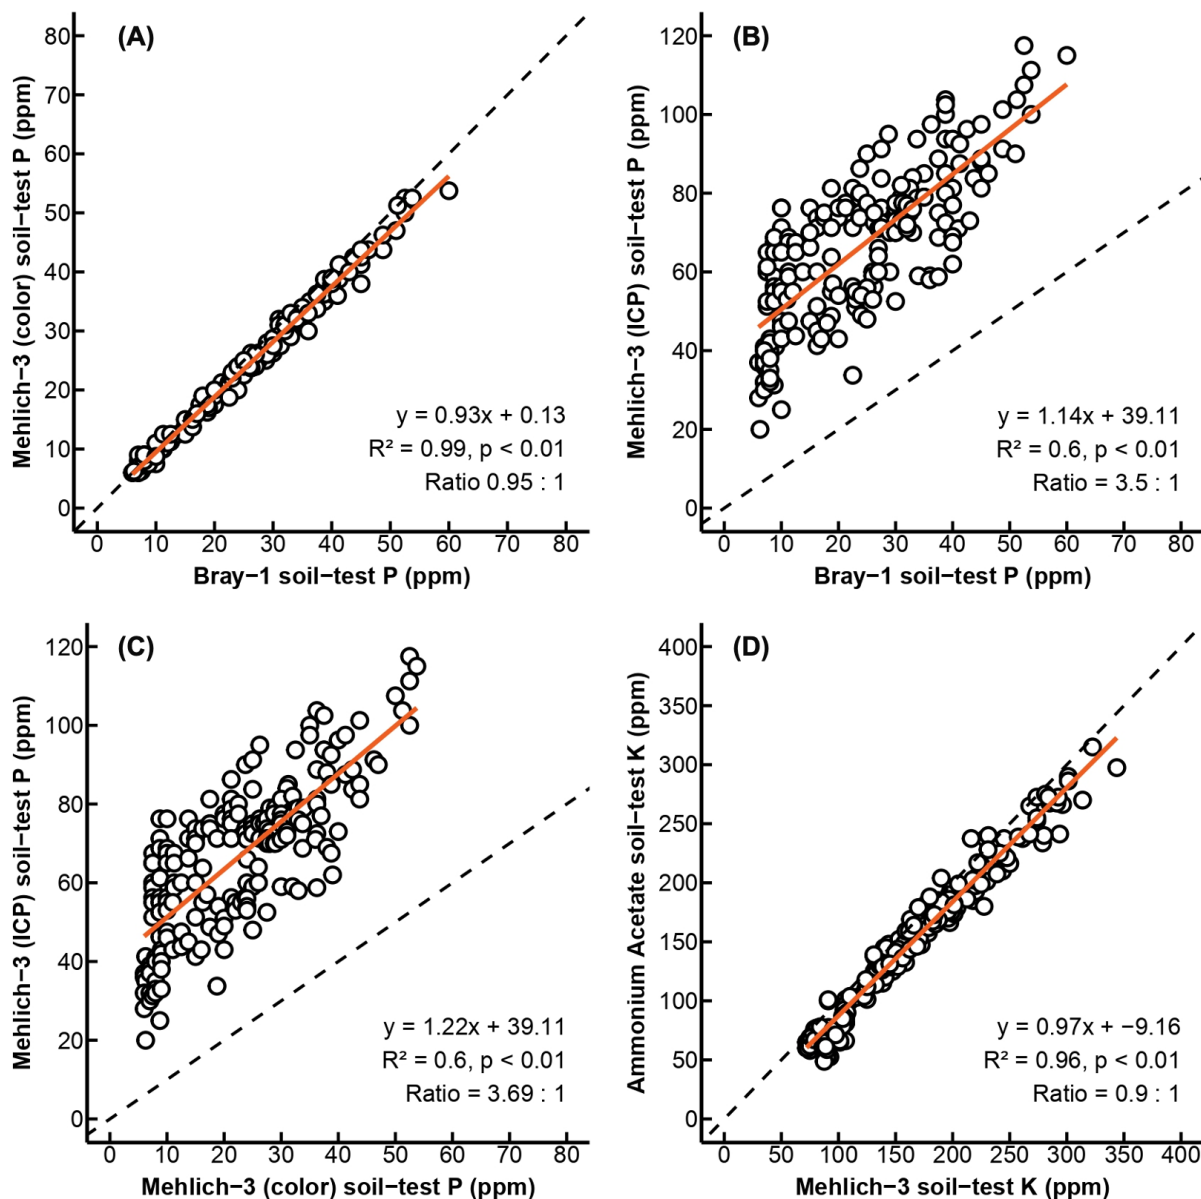 (A)
Mehlich−3 (color) soil−test P (ppm)
80
70
60
50
40
30
20
10
0
y = 0.93x + 0.13
R² = 0.99, p < 0.01
Ratio 0.95 : 1
0 10 20 30 40 50 60 70 80
Bray−1 soil−test P (ppm)
(B)
Mehlich−3 (ICP) soil−test P (ppm)
120
100
80
60
40
20
0
y = 1.14x + 39.11
R² = 0.6, p < 0.01
Ratio = 3.5 : 1
0 10 20 30 40 50 60 70 80
Bray−1 soil−test P (ppm)
(C)
Mehlich−3 (ICP) soil−test P (ppm)
120
100
80
60
40
20
0
y = 1.22x + 39.11
R² = 0.6, p < 0.01
Ratio = 3.69 : 1
0 10 20 30 40 50 60 70 80
Mehlich−3 (color) soil−test P (ppm)
(D)
Ammonium Acetate soil−test K (ppm)
400
350
300
250
200
150
100
50
0
y = 0.97x + −9.16
R² = 0.96, p < 0.01
Ratio = 0.9 : 1
0 50 100 150 200 250 300 350 400
Mehlich−3 soil−test K (ppm)